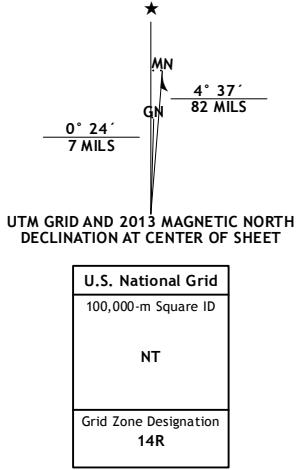 ★
MN
4° 37´
82 MILS
GN
0° 24´
7 MILS
UTM GRID AND 2013 MAGNETIC NORTH
DECLINATION AT CENTER OF SHEET
U.S. National Grid
100,000-m Square ID
NT
Grid Zone Designation
14R